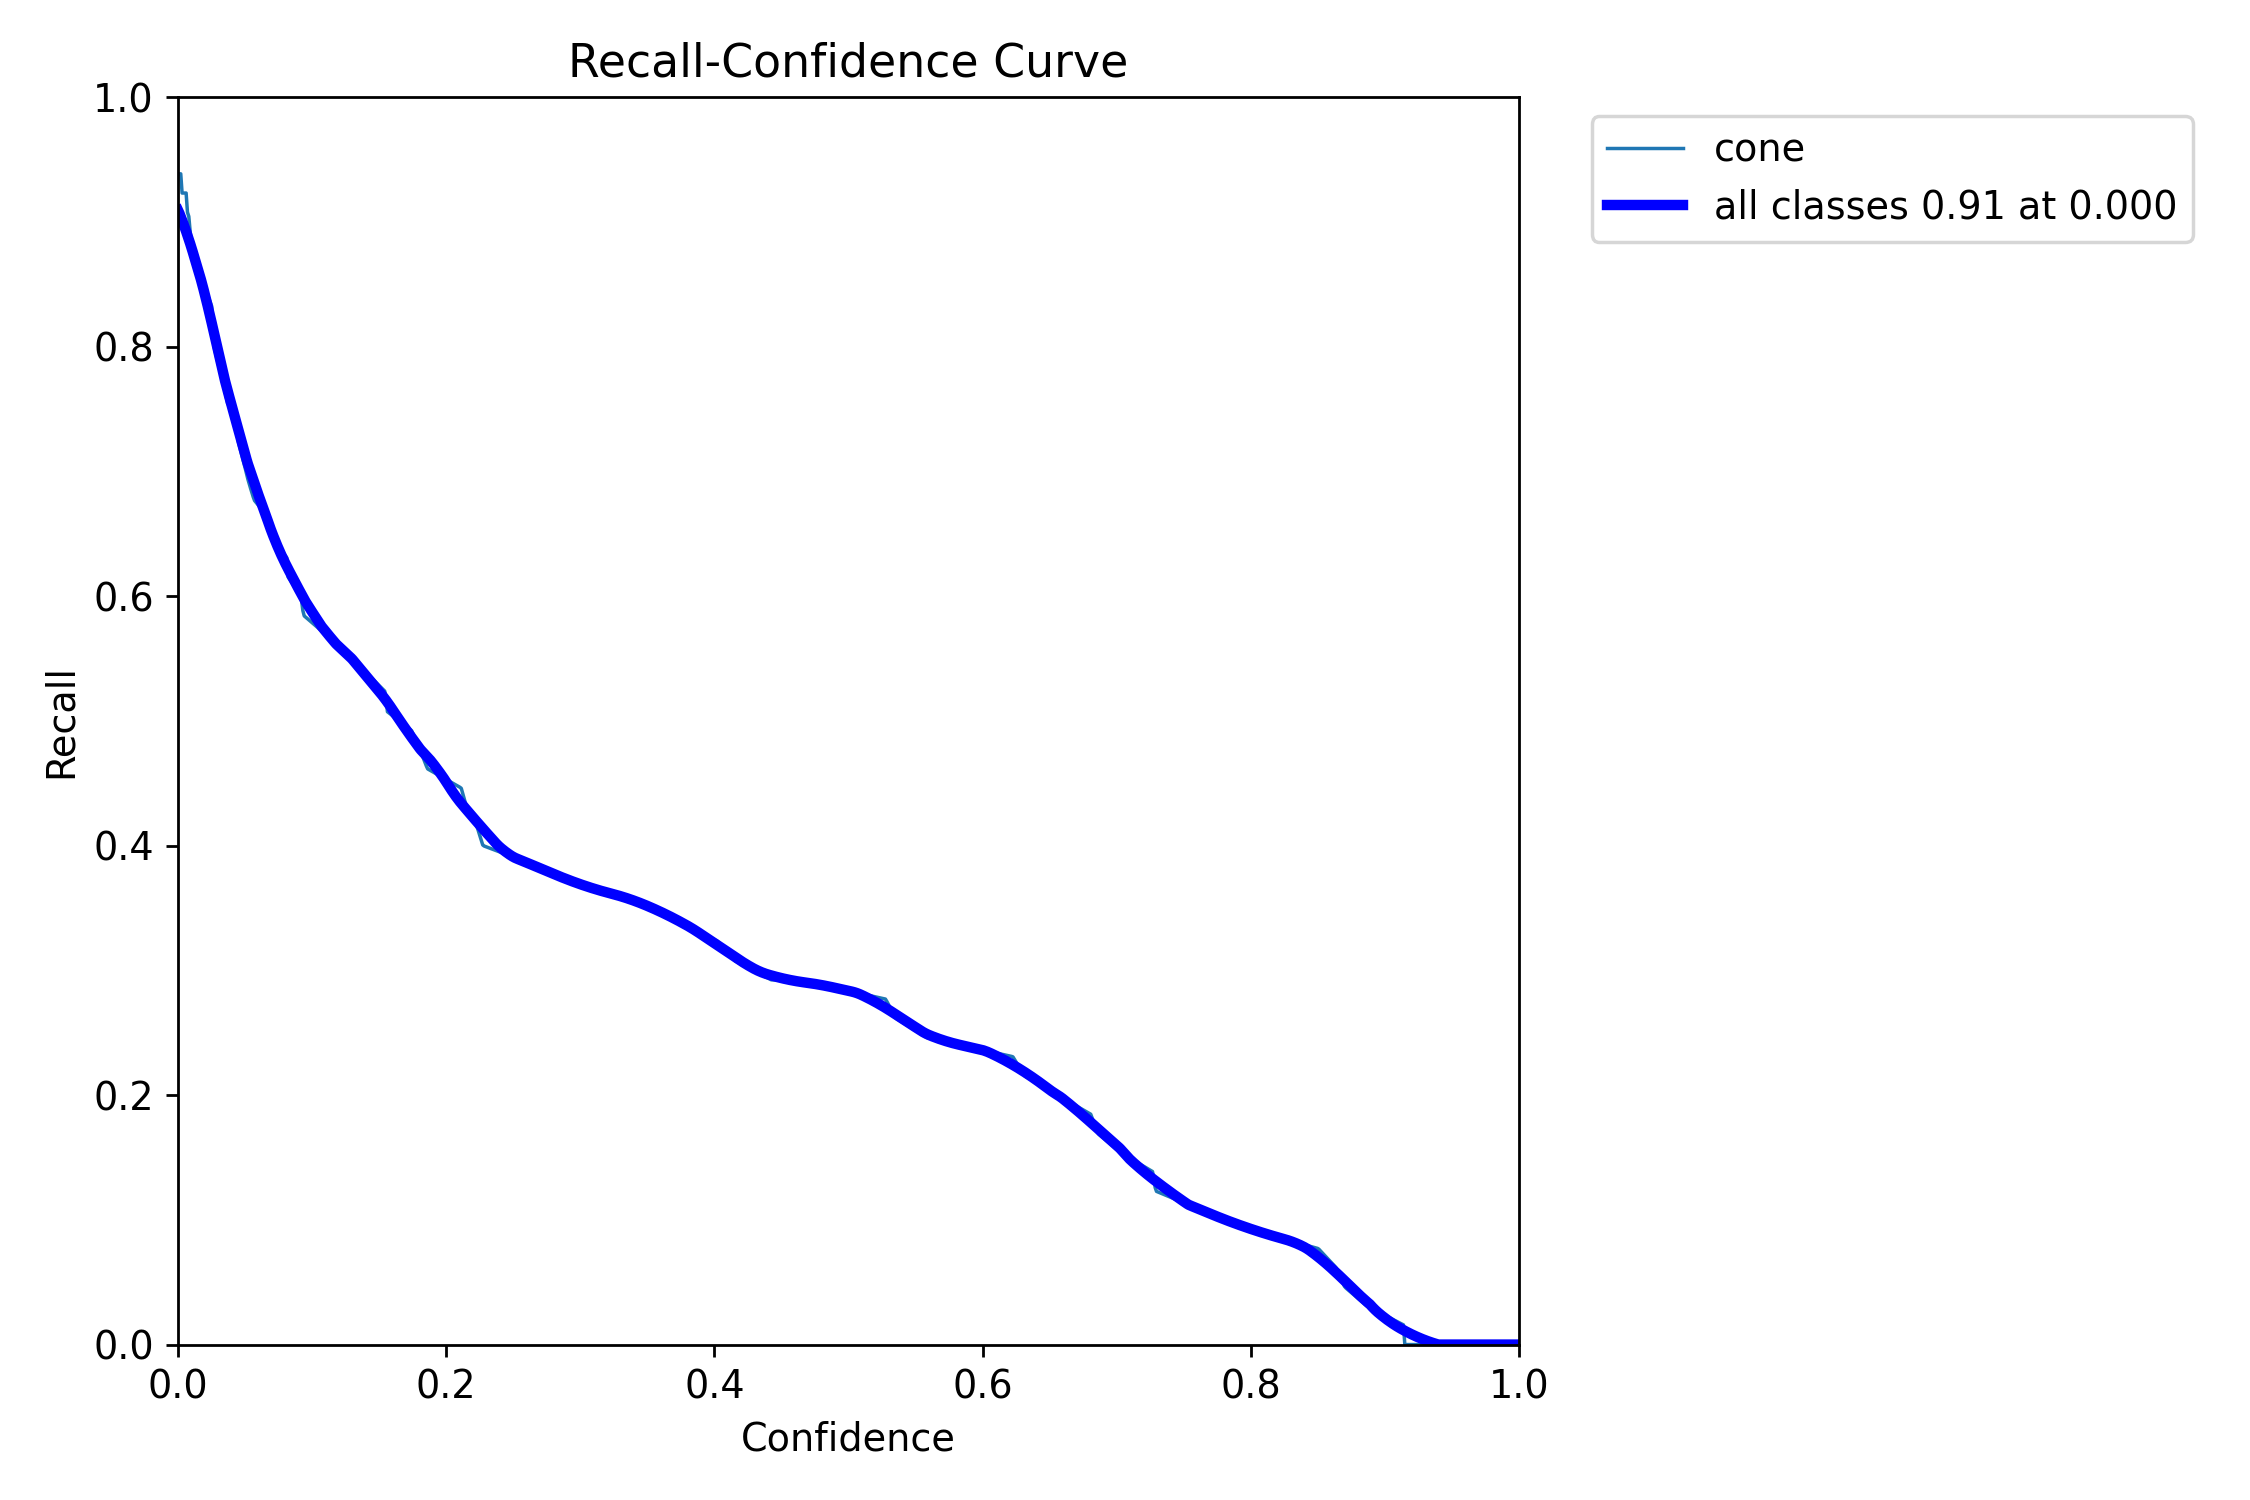 Recall-Confidence Curve
1.0
0.8
0.6
0.4
0.2
0.0
Recall
0.0 0.2 0.4 0.6 0.8 1.0
Confidence
cone
all classes 0.91 at 0.000